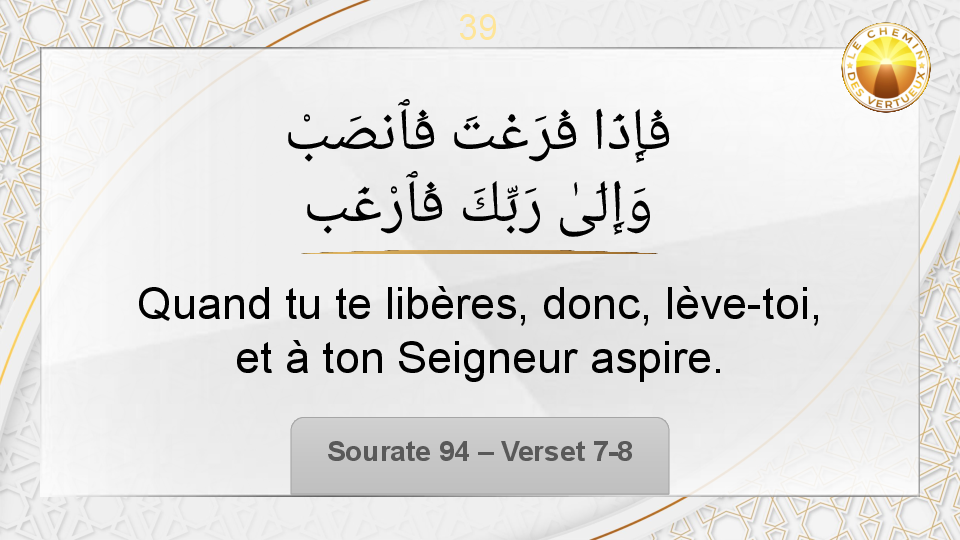 39
LE CHEMIN
DES VERTUEUX
فَإِذَا فَرَغْتَ فَٱنصَبْ
وَإِلَىٰ رَبِّكَ فَٱرْغَب
Quand tu te libères, donc, lève-toi,
et à ton Seigneur aspire.
Sourate 94 – Verset 7-8